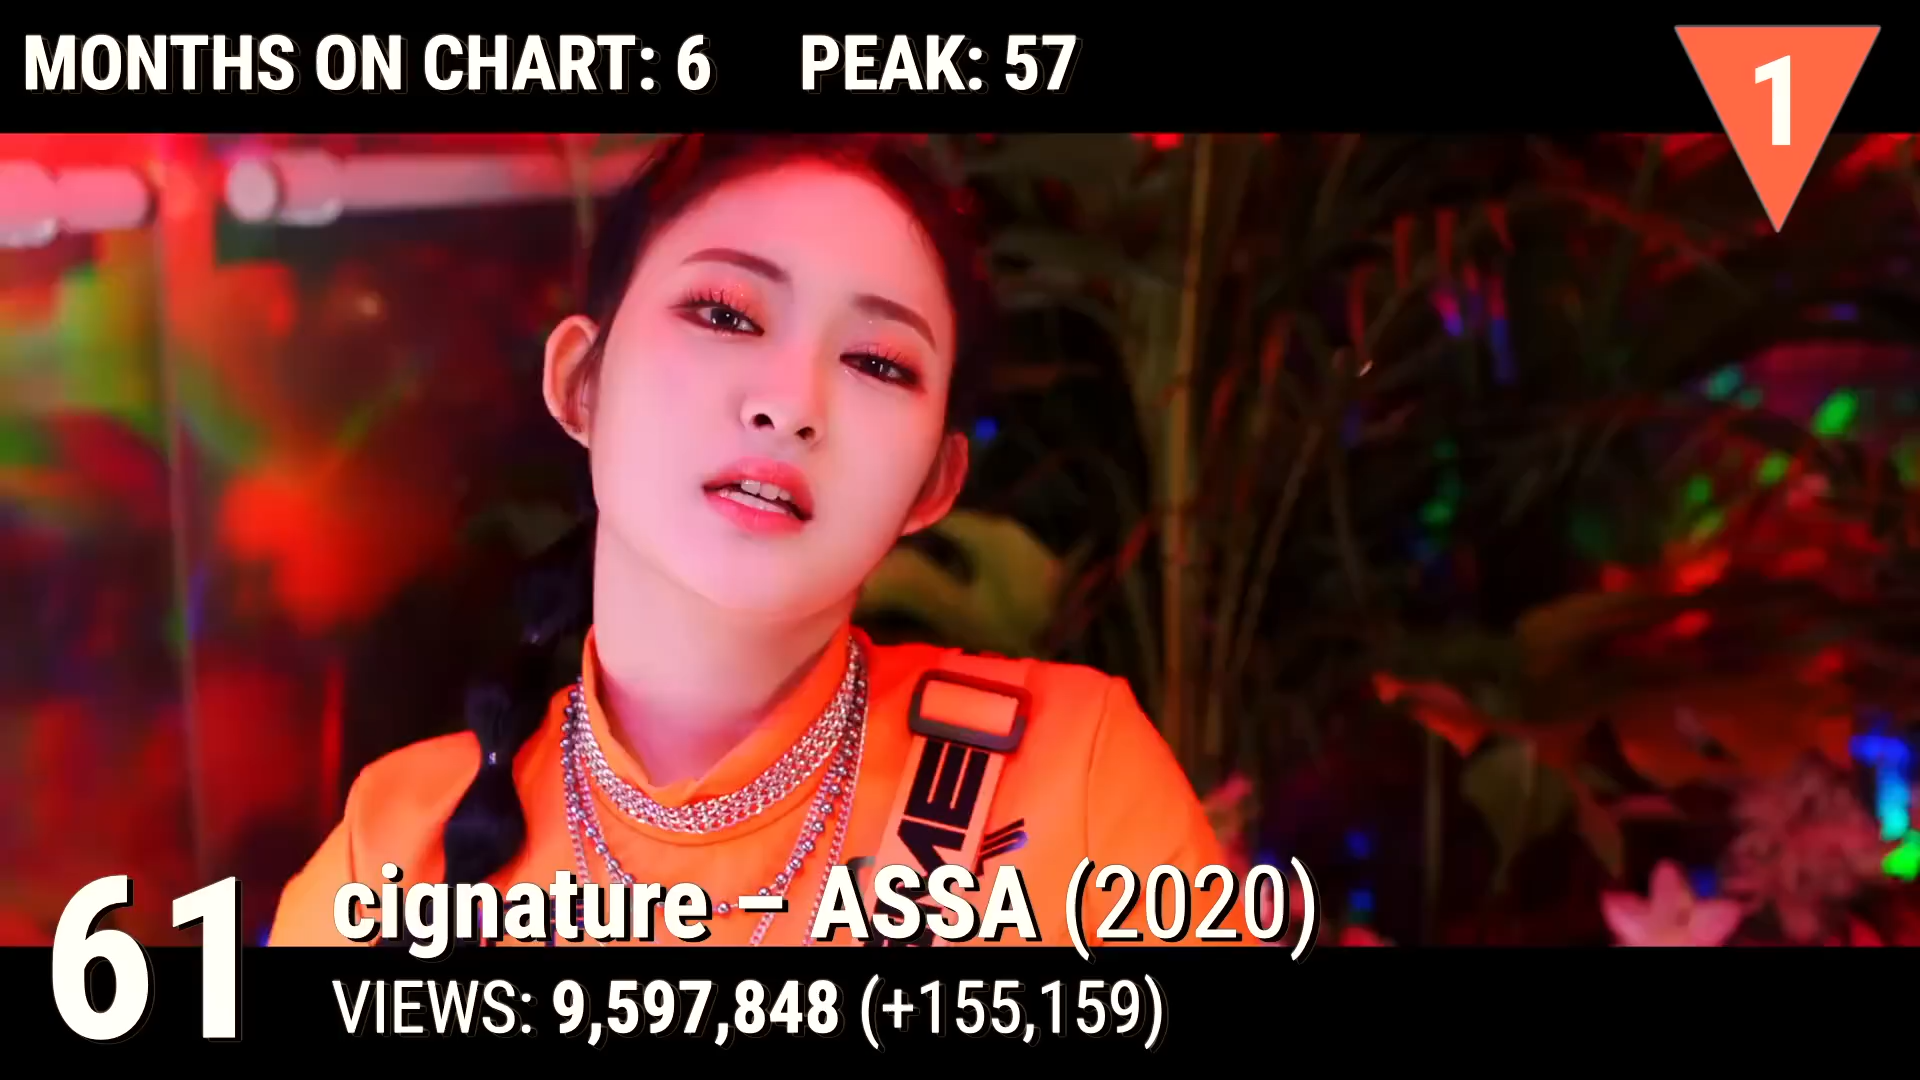 MONTHS ON CHART: 6 PEAK: 57
1
61
cignature – ASSA (2020)
VIEWS: 9,597,848 (+155,159)